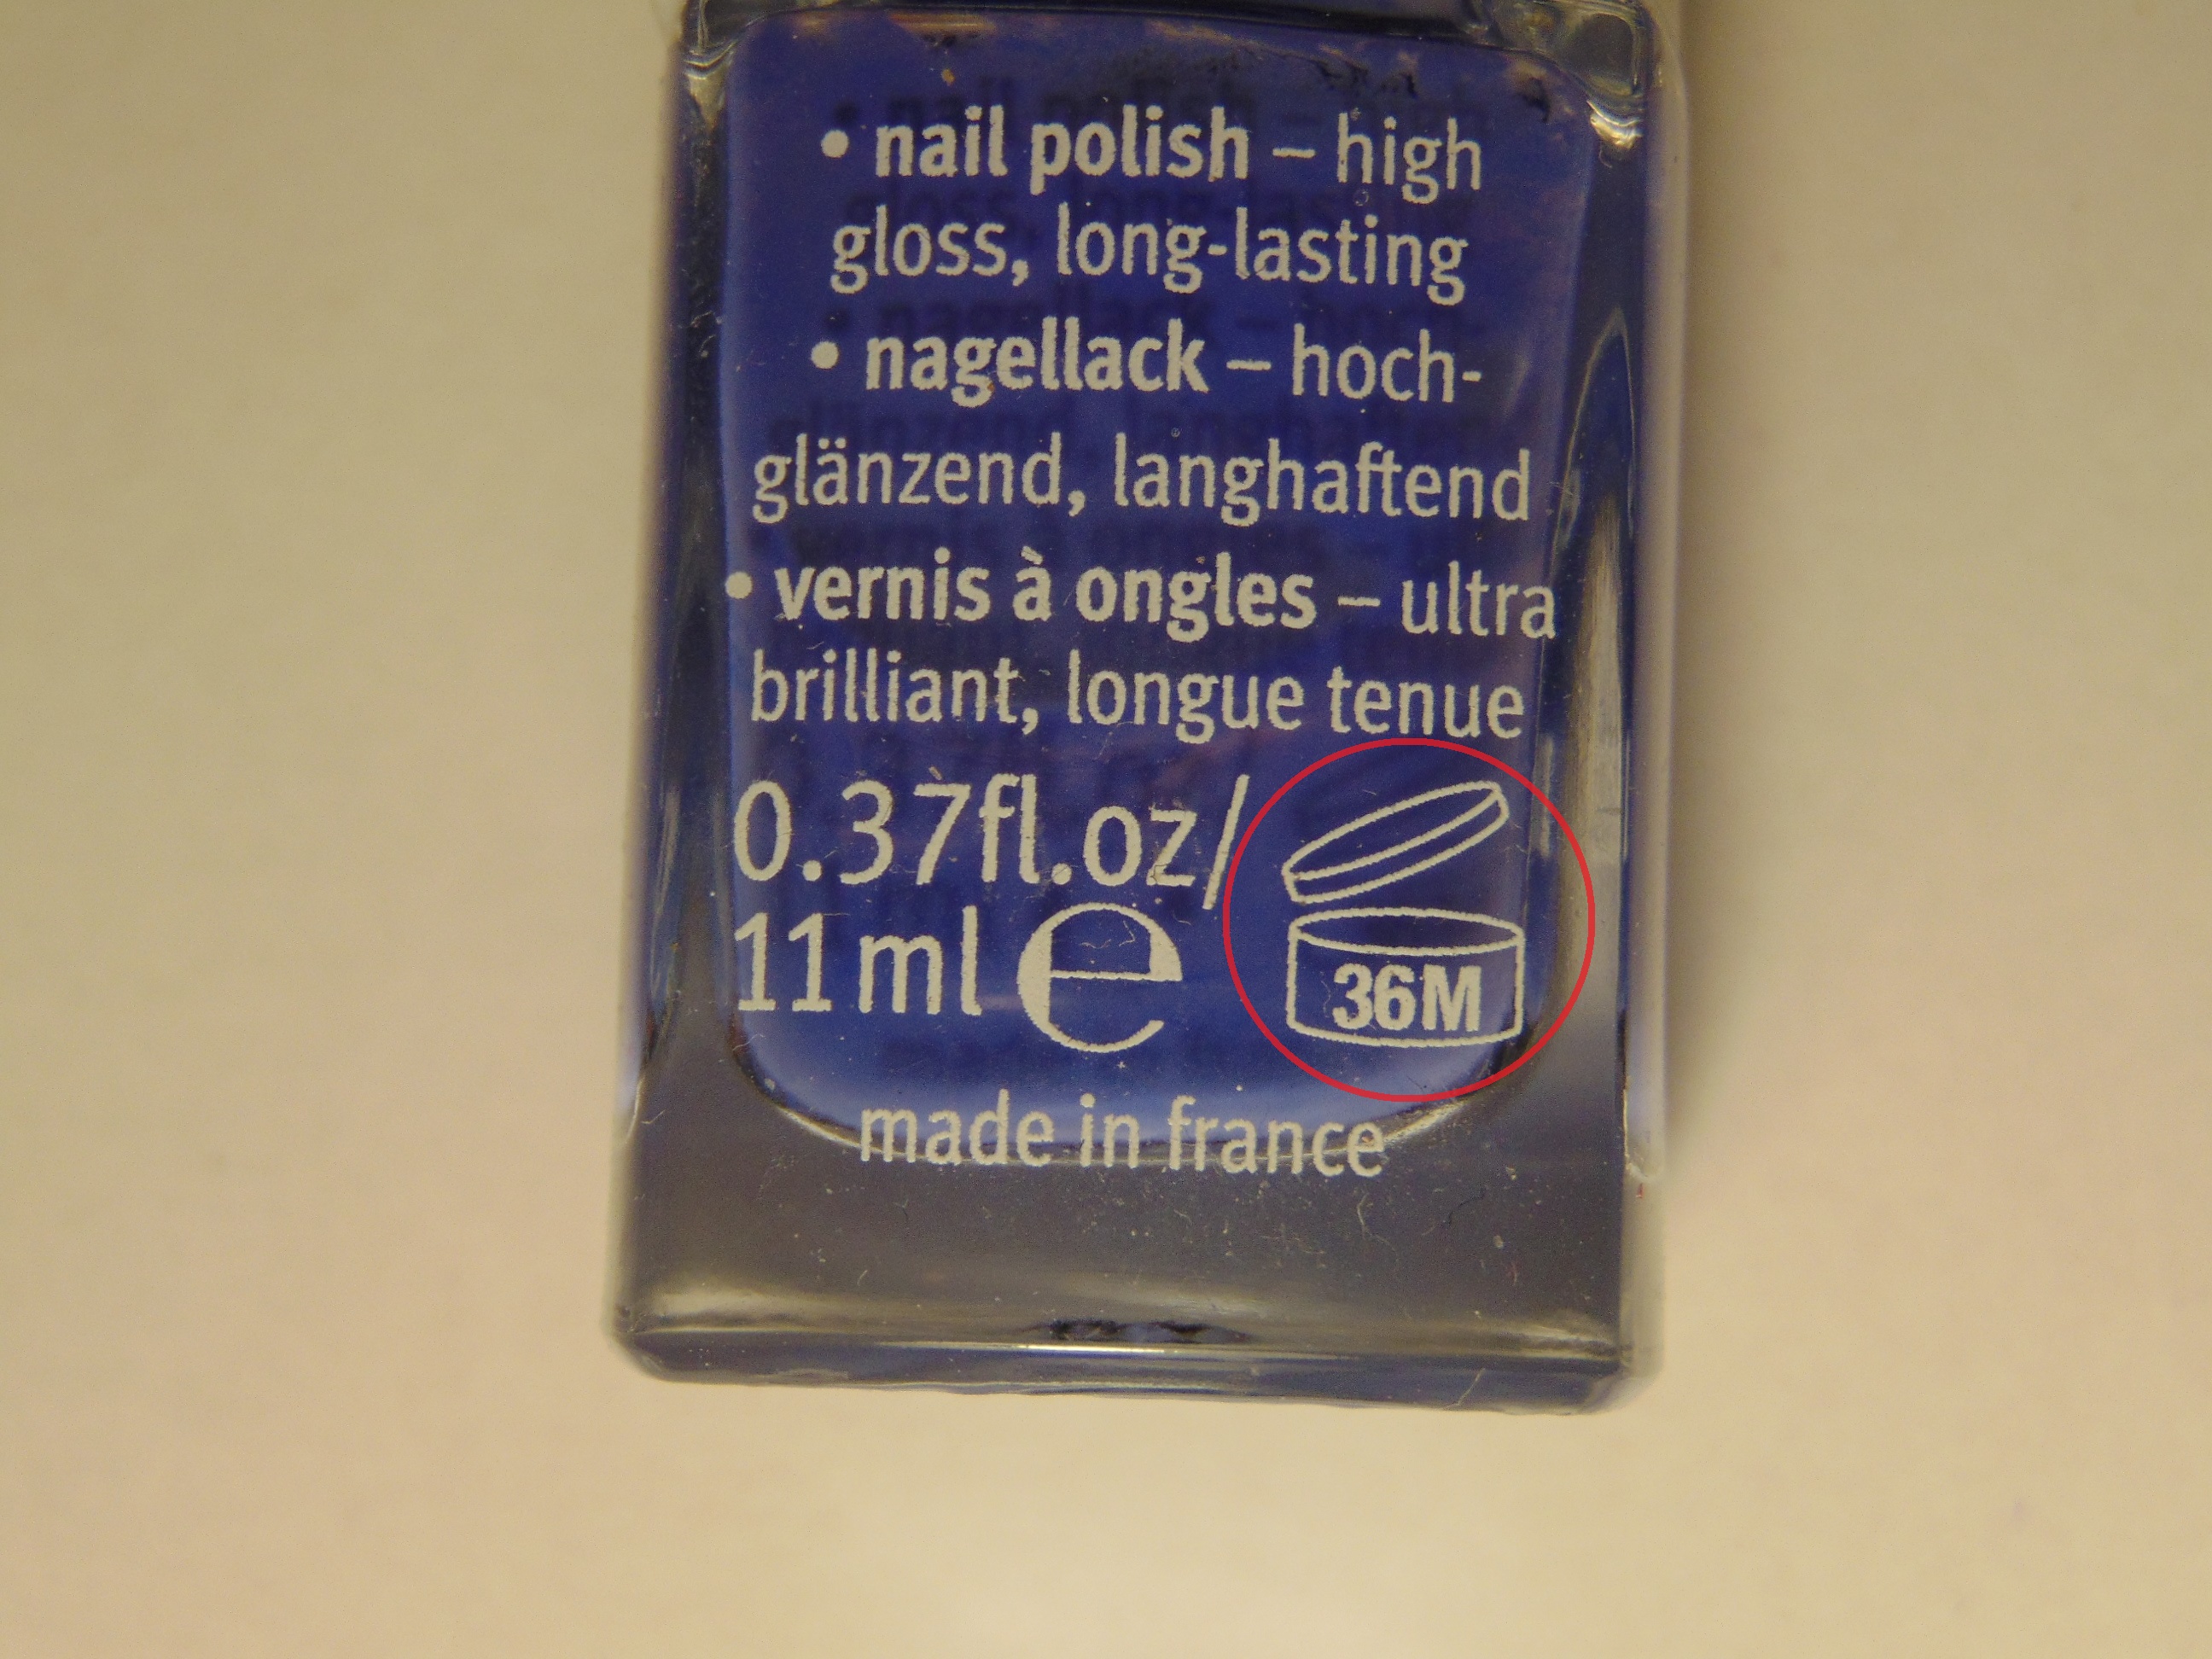 • nail polish – high
gloss, long-lasting
• nagellack – hoch-
glänzend, langhaftend
• vernis à ongles – ultra
brilliant, longue tenue
0.37fl.oz/
11ml e
36M
made in france